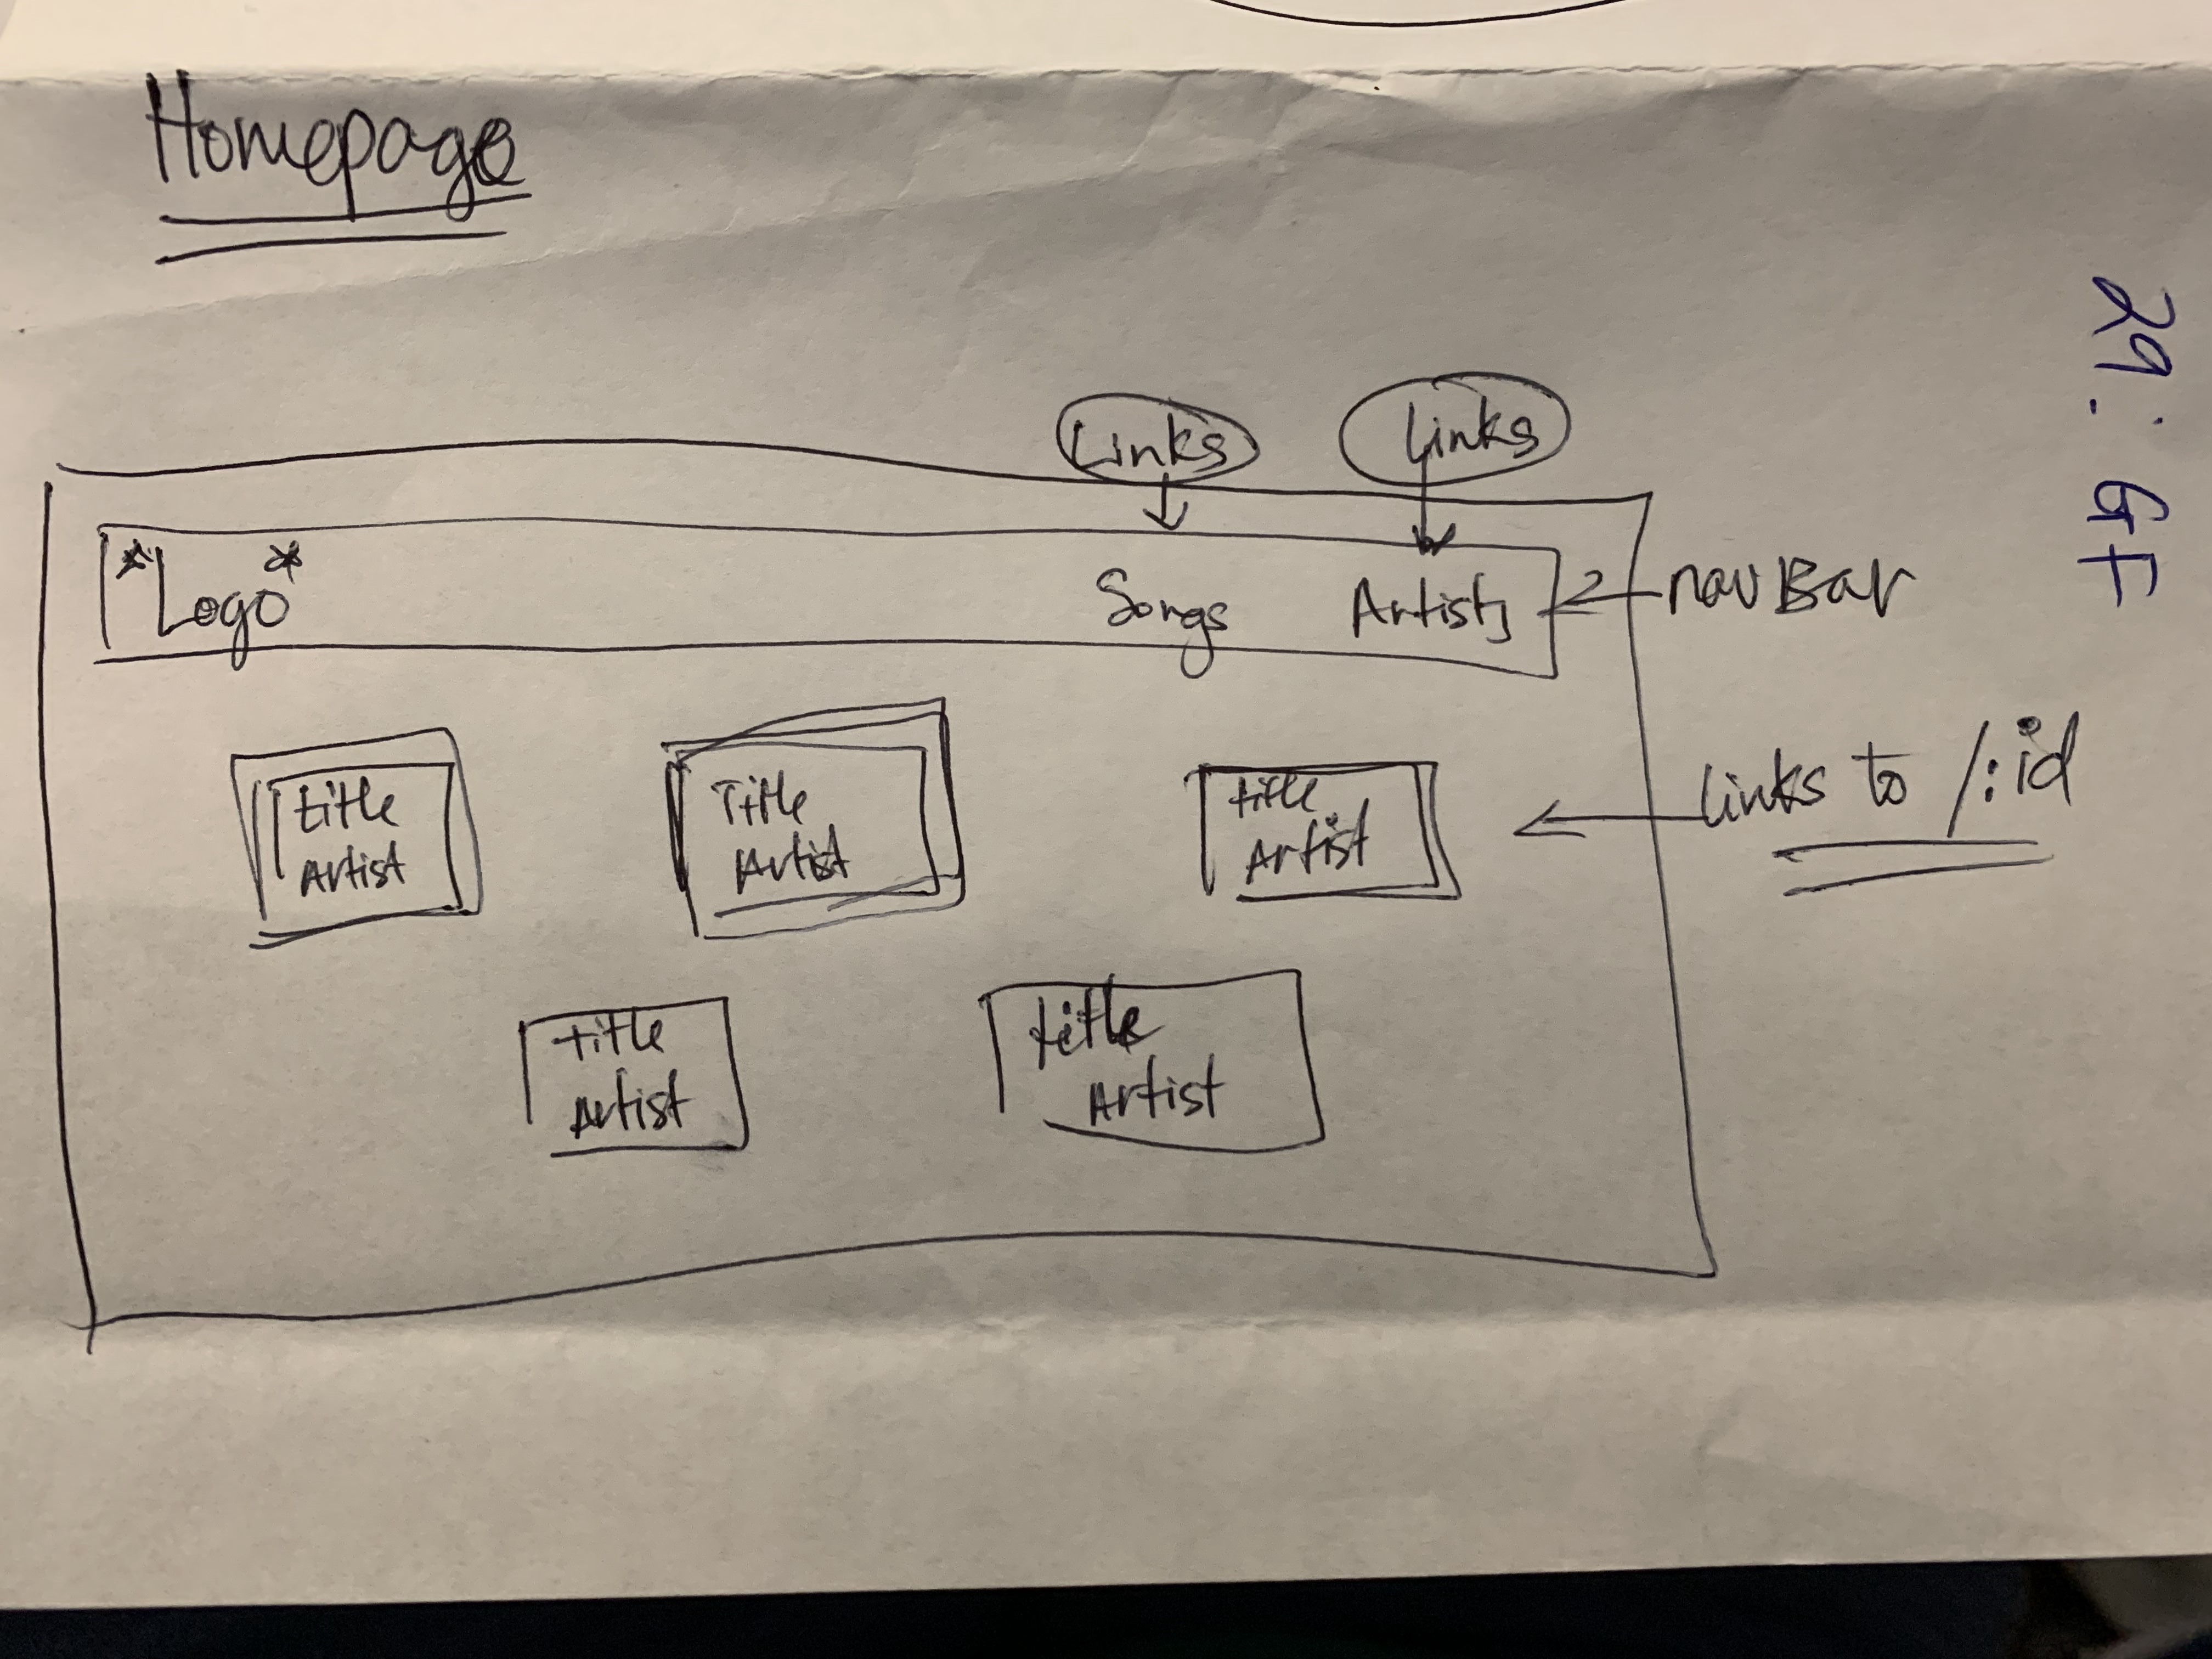 Homepage
Links Links
*Logo* Songs Artists
navBar
title
Artist
Title
Artist
title
Artist
links to /:id
title
Artist
title
Artist
29: GF